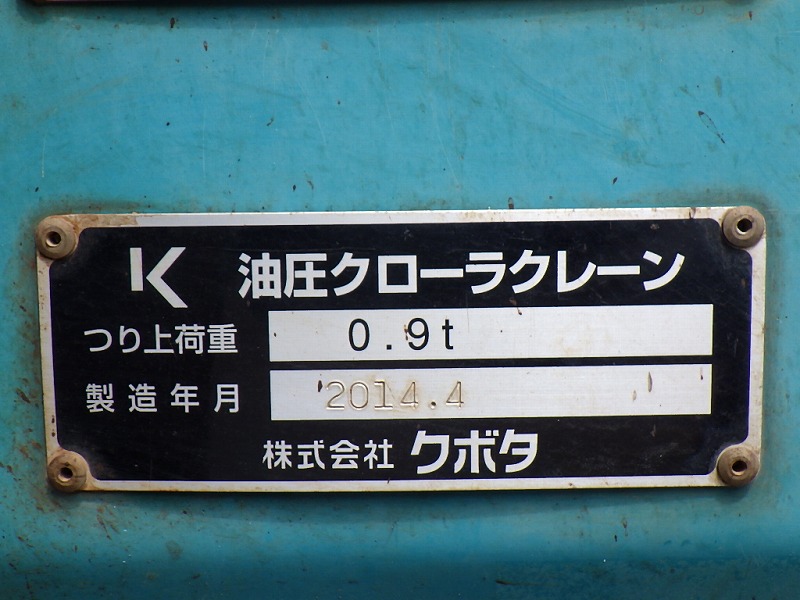 K 油圧クローラクレーン
つり上荷重 0.9t
製造年月 2014.4
株式会社 クボタ